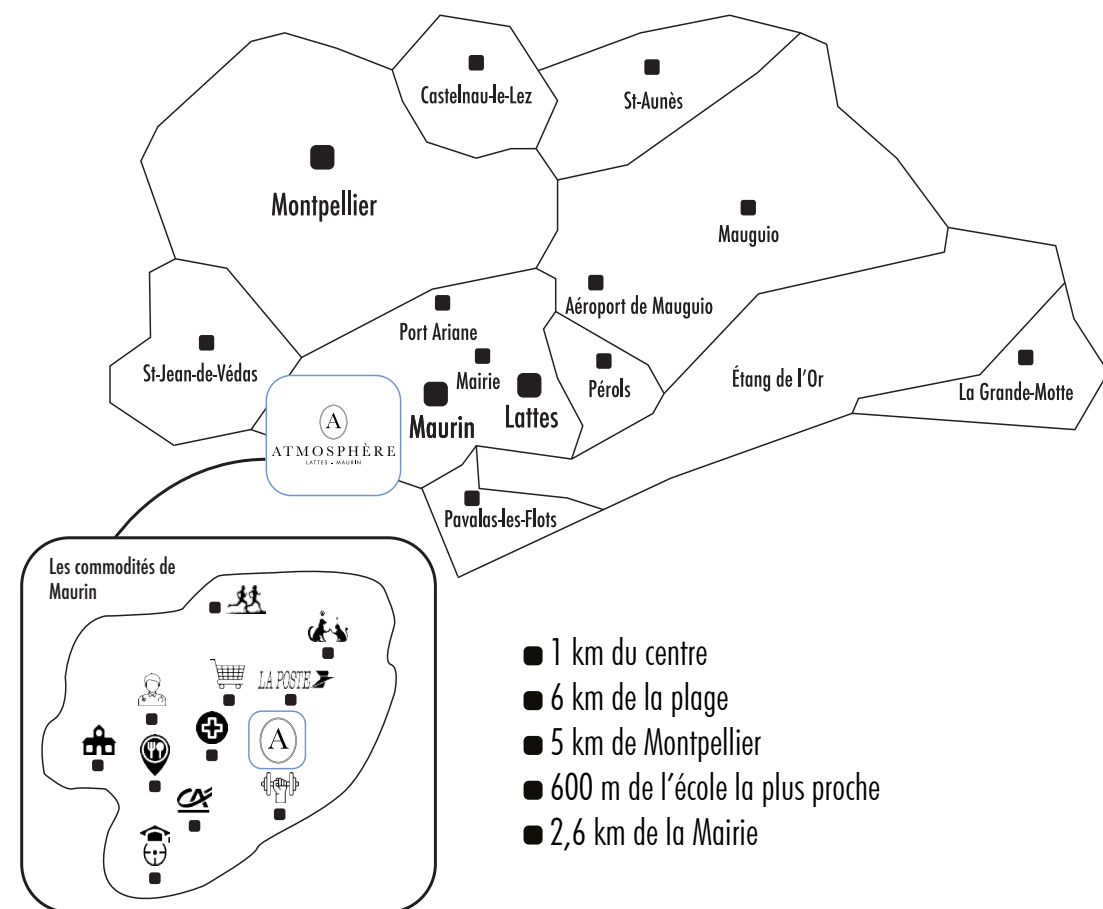 Castelnau-le-Lez
St-Aunès
Montpellier
Mauguio
Aéroport de Mauguio
Port Ariane
St-Jean-de-Védas
Mairie
Pérols
Étang de l'Or
La Grande-Motte
Maurin
Lattes
A
ATMOSPHÈRE
LATTES - MAURIN
Pavalas-les-Flots
Les commodités de
Maurin
LA POSTE
A
CA
1 km du centre
6 km de la plage
5 km de Montpellier
600 m de l'école la plus proche
2,6 km de la Mairie